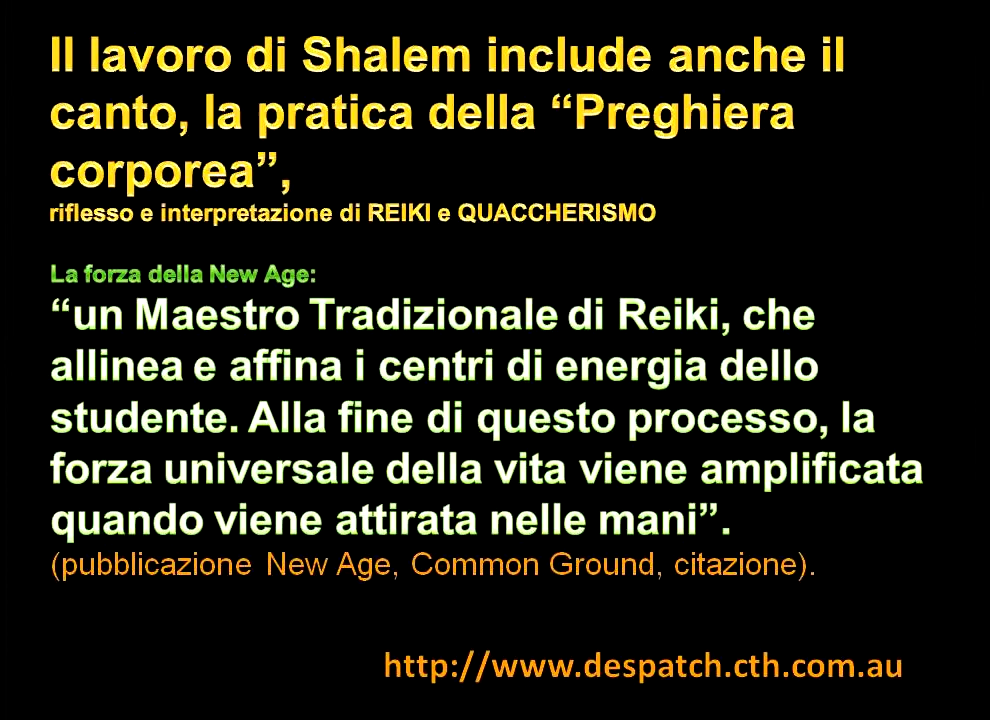 Il lavoro di Shalem include anche il
canto, la pratica della “Preghiera
corporea”,
riflesso e interpretazione di REIKI e QUACCHERISMO
La forza della New Age:
“un Maestro Tradizionale di Reiki, che
allinea e affina i centri di energia dello
studente. Alla fine di questo processo, la
forza universale della vita viene amplificata
quando viene attirata nelle mani”.
(pubblicazione New Age, Common Ground, citazione).
http://www.despatch.cth.com.au